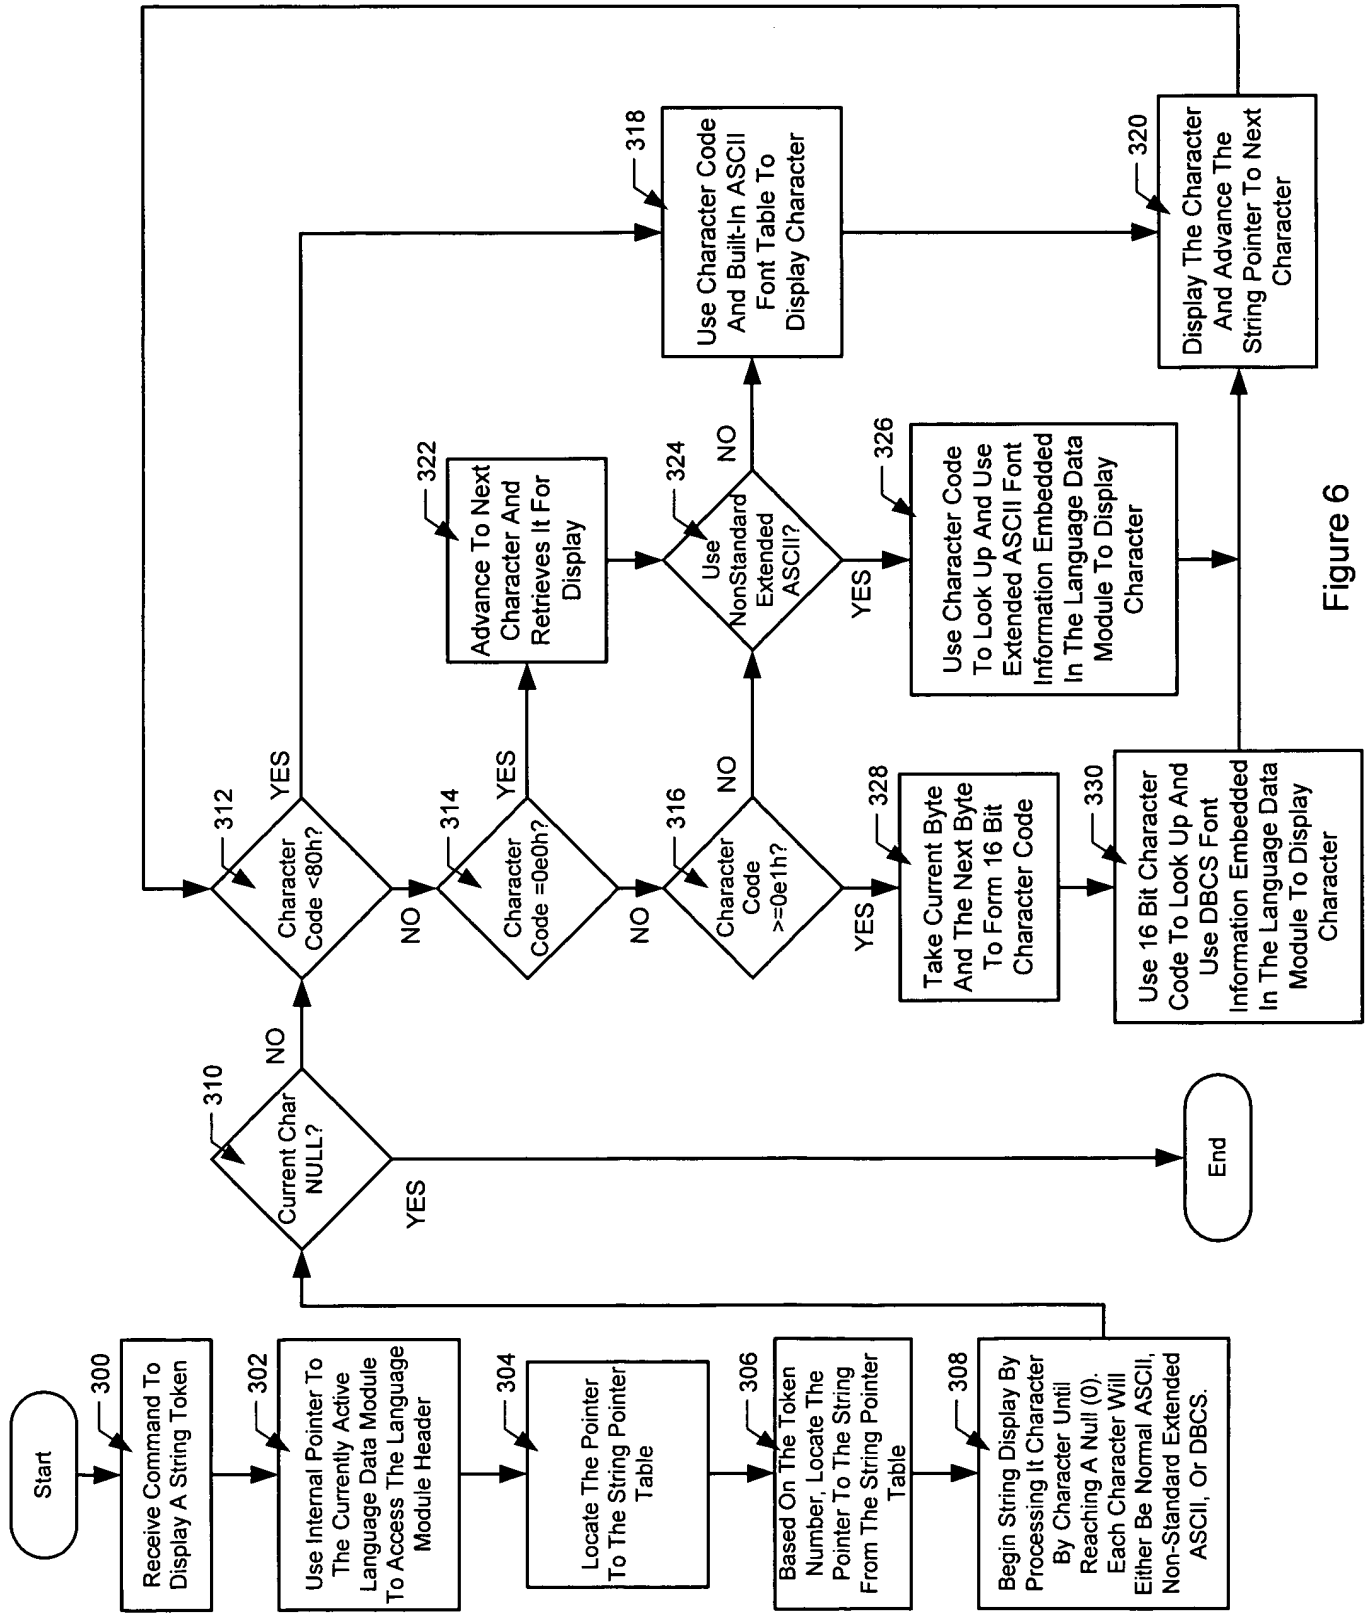 Start
300
Receive Command To
Display A String Token
302
Use Internal Pointer To
The Currently Active
Language Data Module
To Access The Language
Module Header
304
Locate The Pointer
To The String Pointer
Table
306
Based On The Token
Number, Locate The
Pointer To The String
From The String Pointer
Table
308
Begin String Display By
Processing It Character
By Character Until
Reaching A Null (0).
Each Character Will
Either Be Normal ASCII,
Non-Standard Extended
ASCII, Or DBCS.
310
Current Char
NULL?
NO
YES
End
312
Character
Code <80h?
YES
NO
314
Character
Code =0e0h?
YES
NO
316
Character
Code
>=0e1h?
NO
YES
328
Take Current Byte
And The Next Byte
To Form 16 Bit
Character Code
330
Use 16 Bit Character
Code To Look Up And
Use DBCS Font
Information Embedded
In The Language Data
Module To Display
Character
322
Advance To Next
Character And
Retrieves It For
Display
324
Use
NonStandard
Extended
ASCII?
NO
YES
326
Use Character Code
To Look Up And Use
Extended ASCII Font
Information Embedded
In The Language Data
Module To Display
Character
318
Use Character Code
And Built-In ASCII
Font Table To
Display Character
320
Display The Character
And Advance The
String Pointer To Next
Character
Figure 6